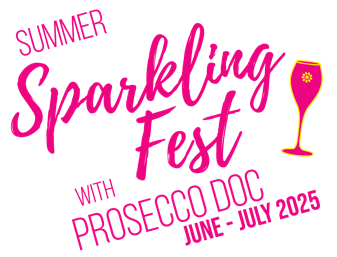 SUMMER
Sparkling
Fest
WITH
PROSECCO DOC
JUNE - JULY 2025